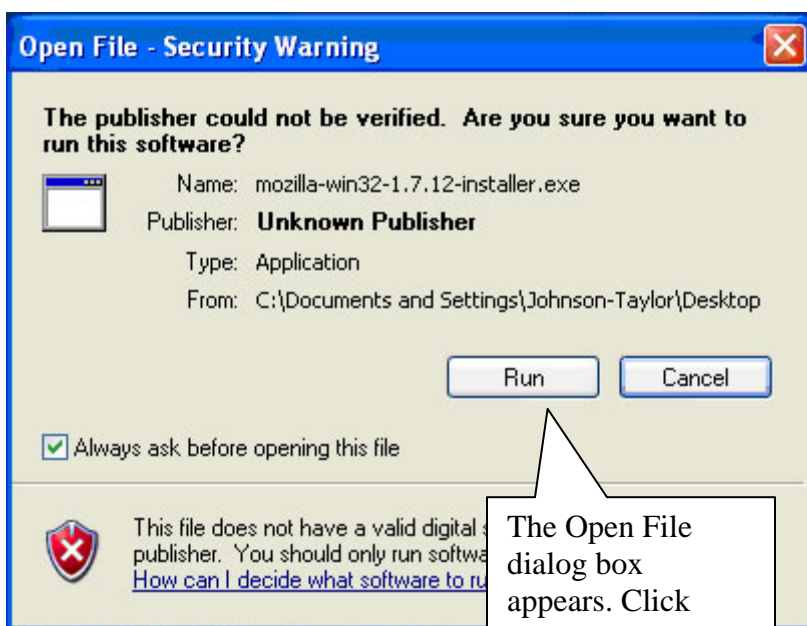 Open File - Security Warning
The publisher could not be verified. Are you sure you want to
run this software?
Name: mozilla-win32-1.7.12-installer.exe
Publisher: Unknown Publisher
Type: Application
From: C:\Documents and Settings\Johnson-Taylor\Desktop
Run Cancel
Always ask before opening this file
This file does not have a valid digital
publisher. You should only run
How can I decide what software to
The Open File
dialog box
appears. Click